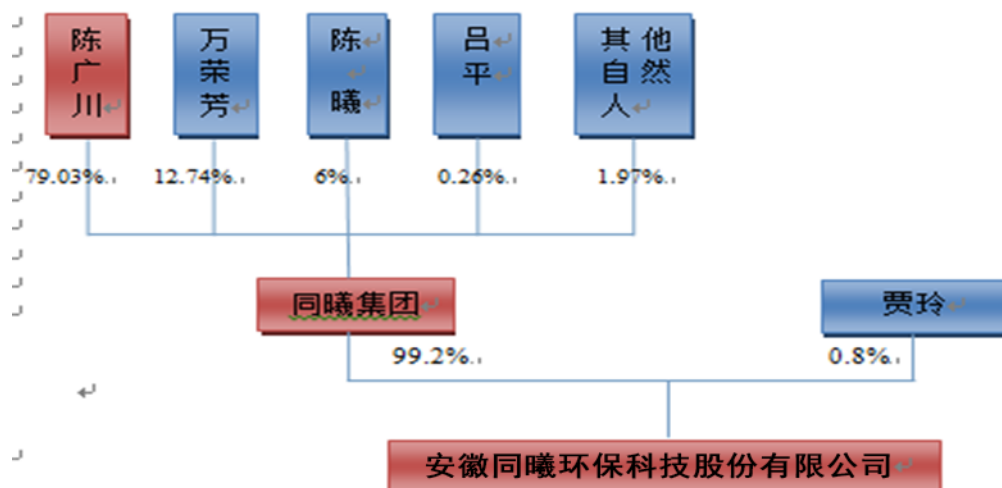 陈
广
川
万
荣
芳
陈
曦
吕
平
其他
自然
人
79.03%
12.74%
6%
0.26%
1.97%
同曦集团
贾玲
99.2%
0.8%
安徽同曦环保科技股份有限公司